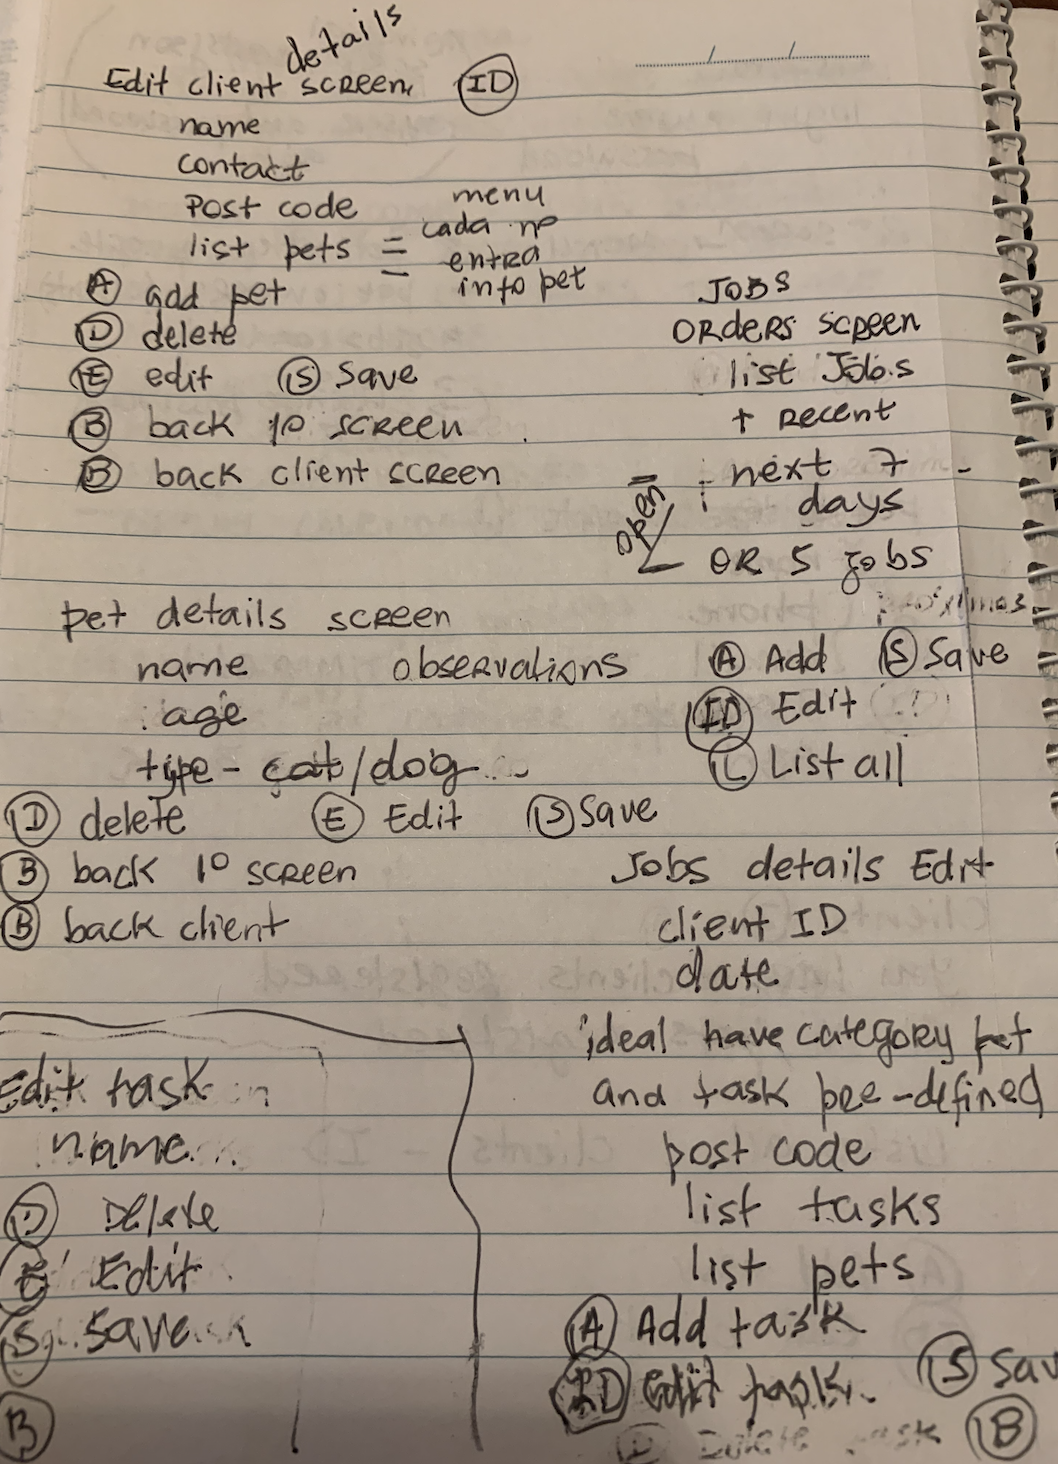 details
Edit client screen (ID)
name
contact
Post code
list pets = menu
cada nº
entra
into pet
(A) add pet
(D) delete
(E) edit (S) Save
(B) back 1º screen
(B) back client screen
JOBS
ORdERS SCREEN
list Jobs
+ Recent
next 7
days
open
OR 5 jobs
pet details screen
name observations
age
type - cat/dog
(D) delete (E) Edit (S) Save
(B) back 1º screen
(B) back client
(A) Add (S) Save
(ID) Edit
(L) List all
Jobs details Edit
client ID
date
ideal have category pet
and task pre-defined
post code
list tasks
list pets
(A) Add task
(ID) Edit task (S) Sav
(D) Delete task (B)
Edit task
name
(D) Delete
(E) Edit
(S) Save
(B)